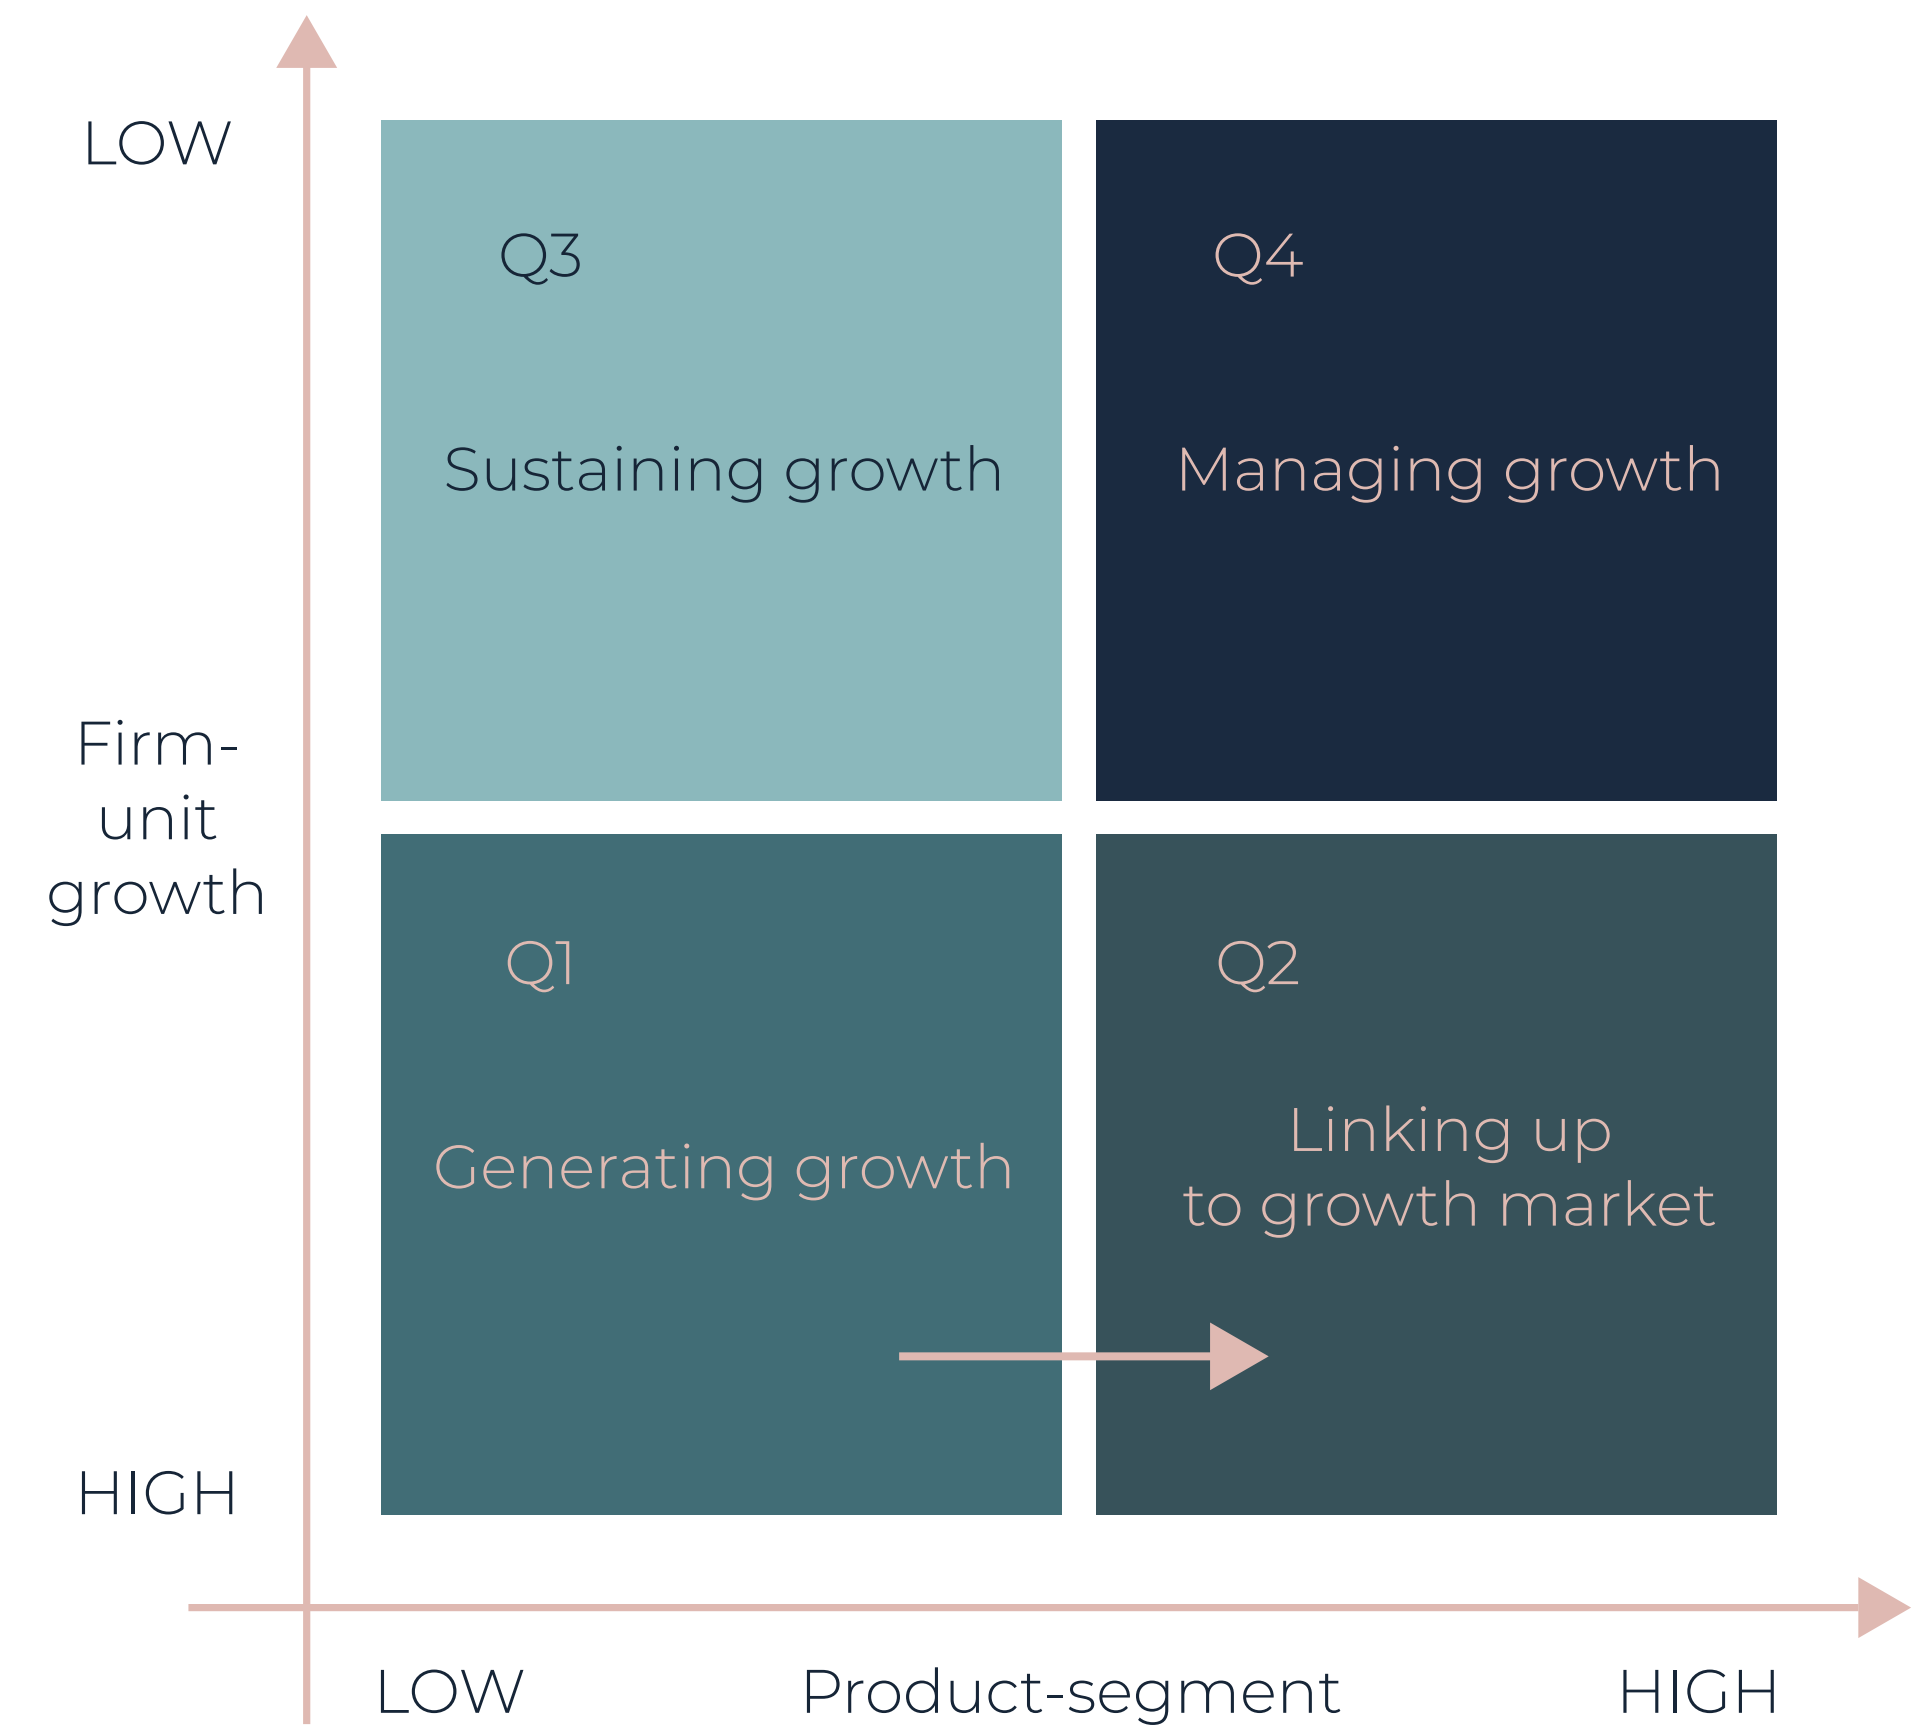 LOW
Q3
Q4
Sustaining growth
Managing growth
Firm-
unit
growth
Q1
Q2
Generating growth
Linking up
to growth market
HIGH
LOW
Product-segment
HIGH